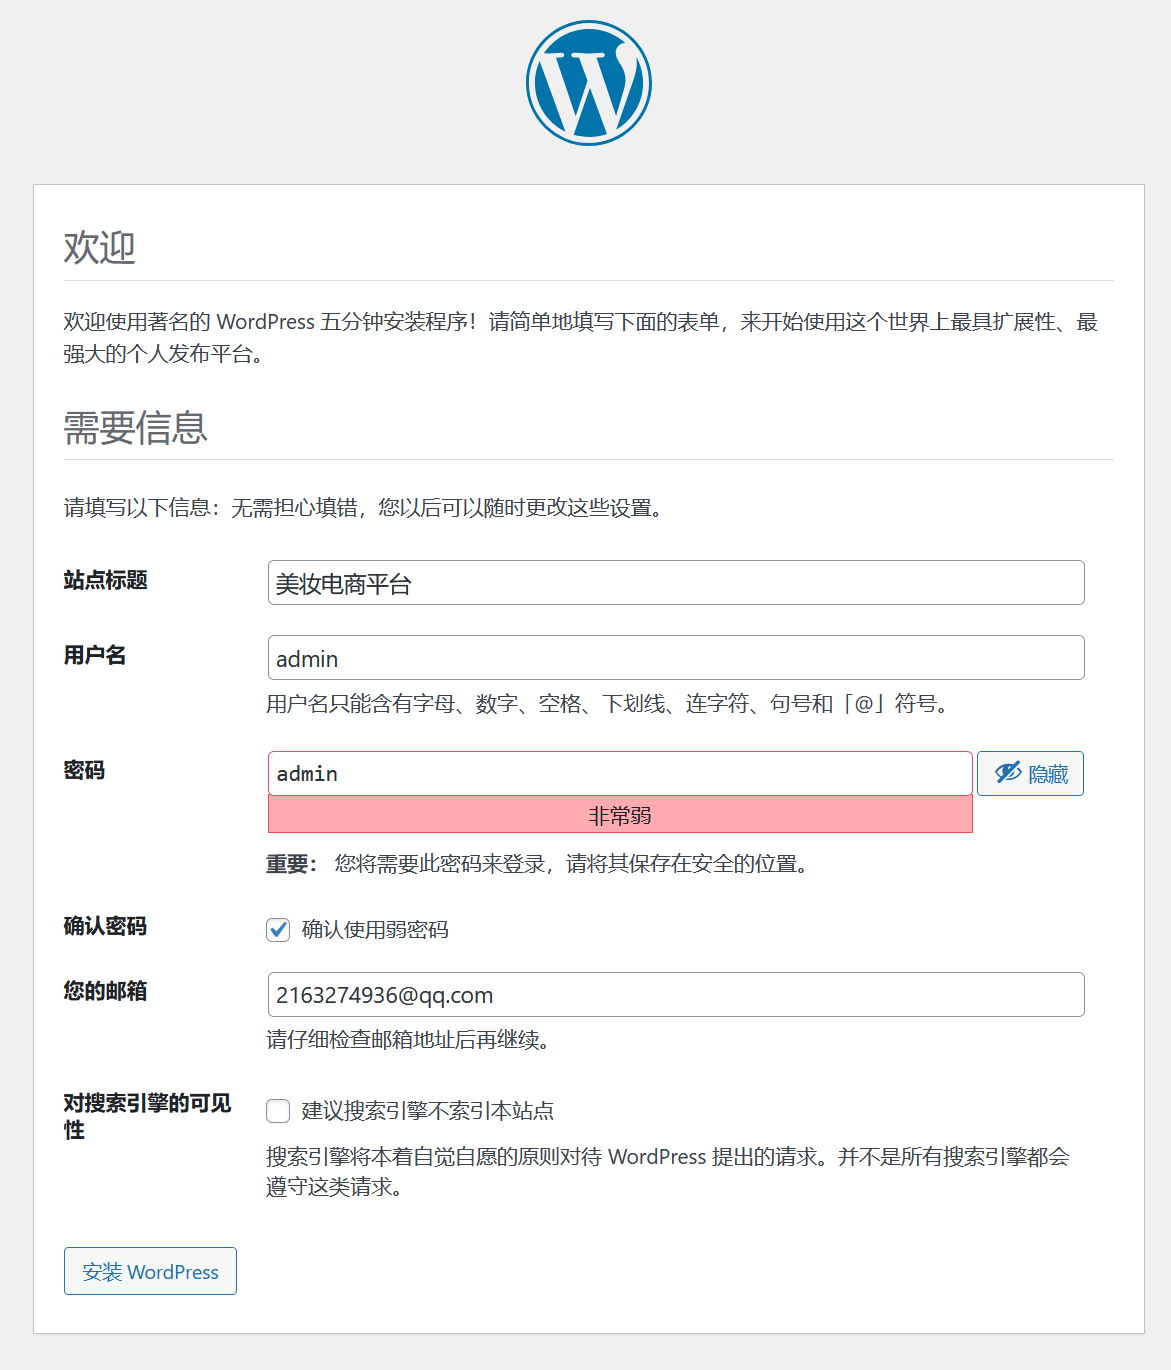 欢迎
欢迎使用著名的 WordPress 五分钟安装程序！请简单地填写下面的表单，来开始使用这个世界上最具扩展性、最
强大的个人发布平台。
需要信息
请填写以下信息：无需担心填错，您以后可以随时更改这些设置。
站点标题
美妆电商平台
用户名
admin
用户名只能含有字母、数字、空格、下划线、连字符、句号和「@」符号。
密码
admin
隐藏
非常弱
重要： 您将需要此密码来登录，请将其保存在安全的位置。
确认密码
确认使用弱密码
您的邮箱
2163274936@qq.com
请仔细检查邮箱地址后再继续。
对搜索引擎的可见
性
建议搜索引擎不索引本站点
搜索引擎将本着自觉自愿的原则对待 WordPress 提出的请求。并不是所有搜索引擎都会
遵守这类请求。
安装 WordPress